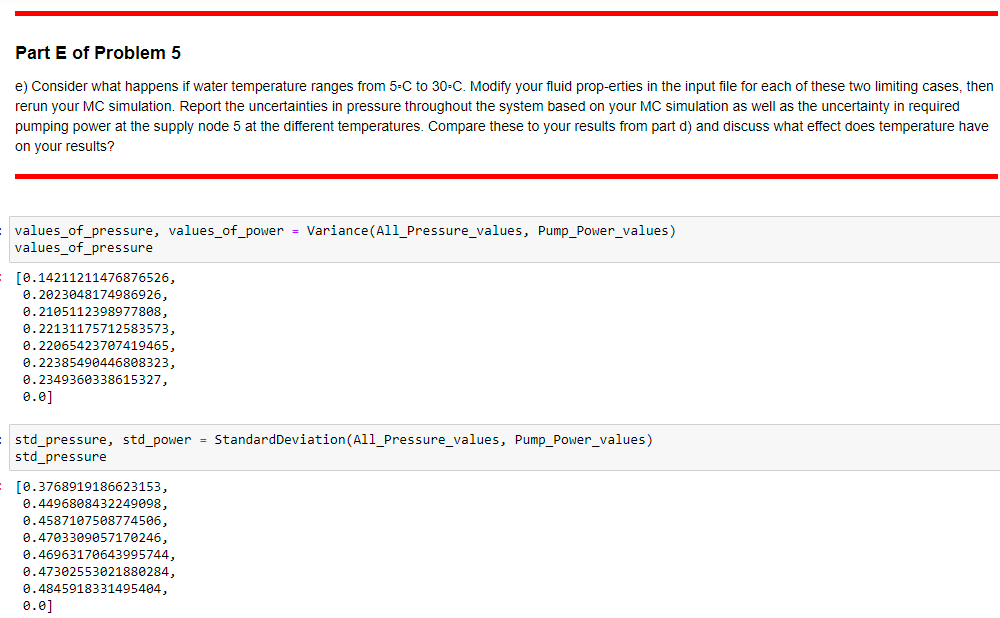 Part E of Problem 5
e) Consider what happens if water temperature ranges from 5∘C to 30∘C. Modify your fluid prop-erties in the input file for each of these two limiting cases, then
rerun your MC simulation. Report the uncertainties in pressure throughout the system based on your MC simulation as well as the uncertainty in required
pumping power at the supply node 5 at the different temperatures. Compare these to your results from part d) and discuss what effect does temperature have
on your results?
values_of_pressure, values_of_power = Variance(All_Pressure_values, Pump_Power_values)
values_of_pressure
[0.14211211476876526,
0.2023048174986926,
0.2105112398977808,
0.22131175712583573,
0.22065423707419465,
0.22385490446808323,
0.2349360338615327,
0.0]
std_pressure, std_power = StandardDeviation(All_Pressure_values, Pump_Power_values)
std_pressure
[0.3768919186623153,
0.4496808432249098,
0.4587107508774506,
0.4703309057170246,
0.46963170643995744,
0.47302553021880284,
0.4845918331495404,
0.0]